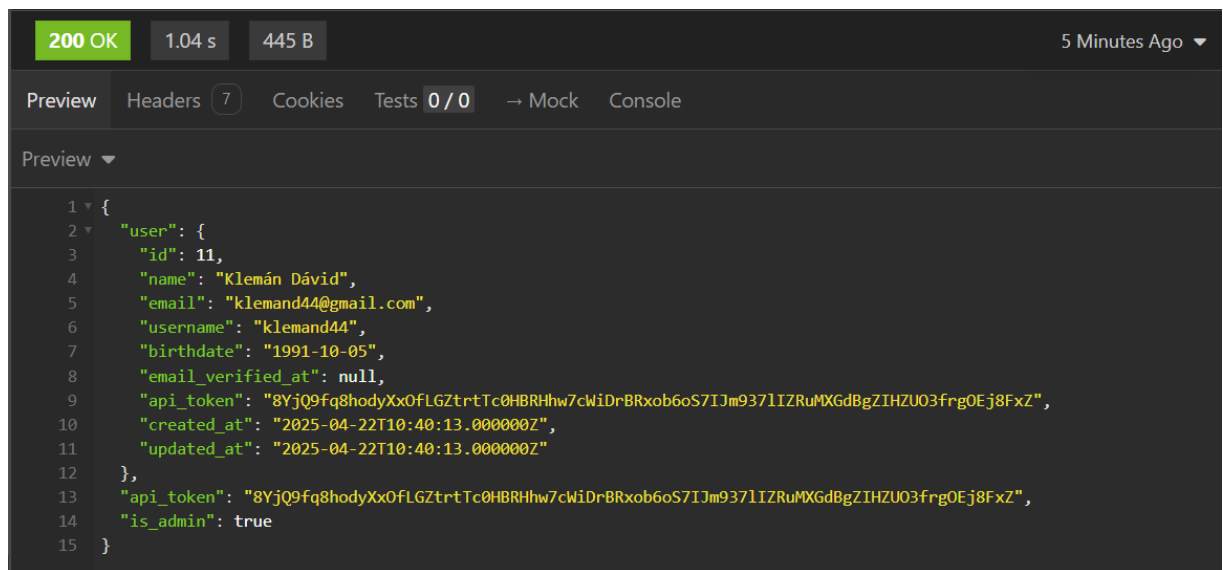 200 OK 1.04 s 445 B 5 Minutes Ago
Preview Headers 7 Cookies Tests 0 / 0 → Mock Console
Preview
1 {
2 "user": {
3 "id": 11,
4 "name": "Klemán Dávid",
5 "email": "klemand44@gmail.com",
6 "username": "klemand44",
7 "birthdate": "1991-10-05",
8 "email_verified_at": null,
9 "api_token": "8YjQ9fq8hodyXxOfLGZtrtTc0HBRHhw7cWiDrBRxob6oS7IJm937lIZRuMXGdBgZIHZUO3frgOEj8FxZ",
10 "created_at": "2025-04-22T10:40:13.000000Z",
11 "updated_at": "2025-04-22T10:40:13.000000Z"
12 },
13 "api_token": "8YjQ9fq8hodyXxOfLGZtrtTc0HBRHhw7cWiDrBRxob6oS7IJm937lIZRuMXGdBgZIHZUO3frgOEj8FxZ",
14 "is_admin": true
15 }